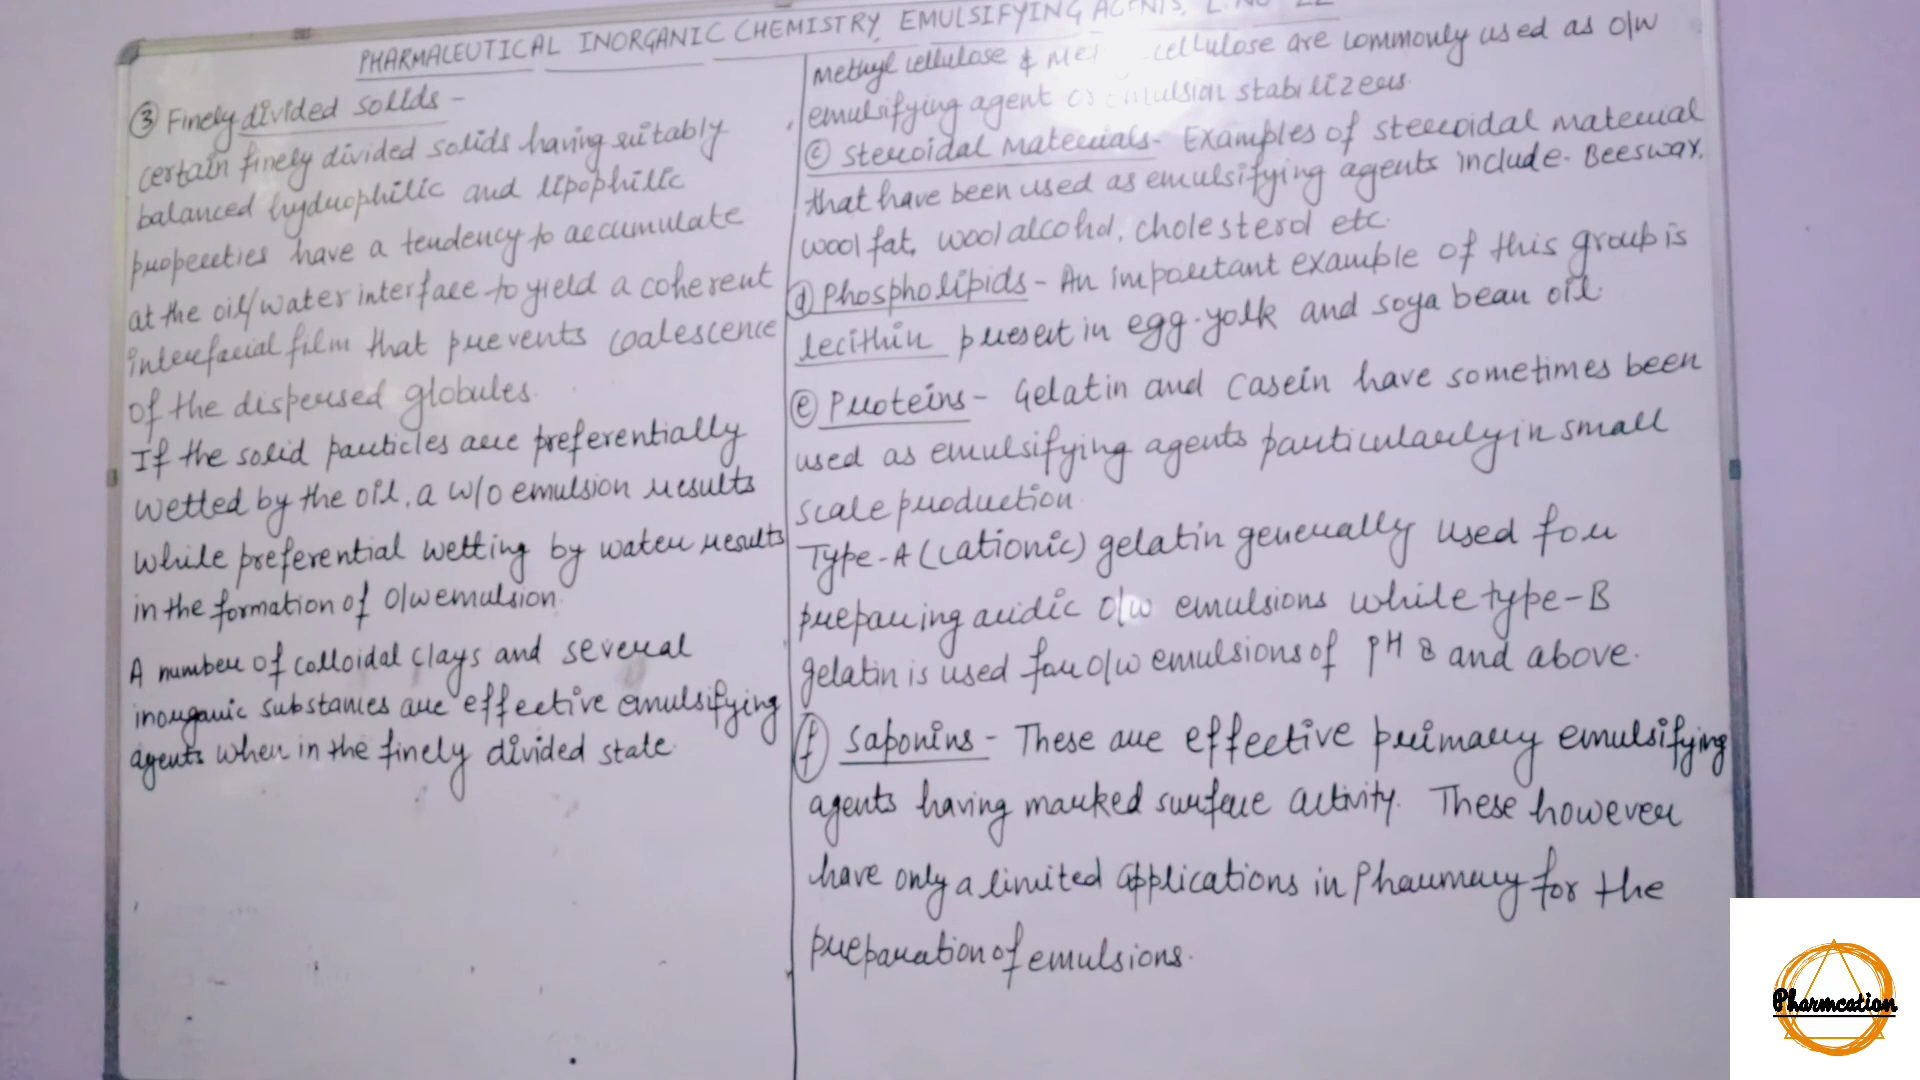 PHARMACEUTICAL INORGANIC CHEMISTRY, EMULSIFYING AGENTS, L. NO 22
③ Finely divided solids -
certain finely divided solids having suitably
balanced hydrophilic and lipophilic
properties have a tendency to accumulate
at the oil/water interface to yield a coherent
interfacial film that prevents coalescence
of the dispersed globules.
If the solid particles are preferentially
wetted by the oil, a w/o emulsion results
while preferential wetting by water results
in the formation of o/w emulsion.
A number of colloidal clays and several
inorganic substances are effective emulsifying
agents when in the finely divided state
Methyl cellulose & cellulose are commonly used as o/w
emulsifying agent or emulsion stabilizers.
ⓒ Steroidal Materials - Examples of steroidal material
that have been used as emulsifying agents include - Beeswax,
wool fat, wool alcohol, cholesterol etc.
ⓓ Phospholipids - An important example of this group is
lecithin present in egg-yolk and soya bean oil.
ⓔ Proteins - Gelatin and Casein have sometimes been
used as emulsifying agents particularly in small
scale production
Type-A (cationic) gelatin generally used for
preparing acidic o/w emulsions while type-B
gelatin is used for o/w emulsions of pH 8 and above.
ⓕ Saponins - These are effective primary emulsifying
agents having marked surface activity. These however
have only a limited applications in Pharmacy for the
preparation of emulsions.
Pharmcation